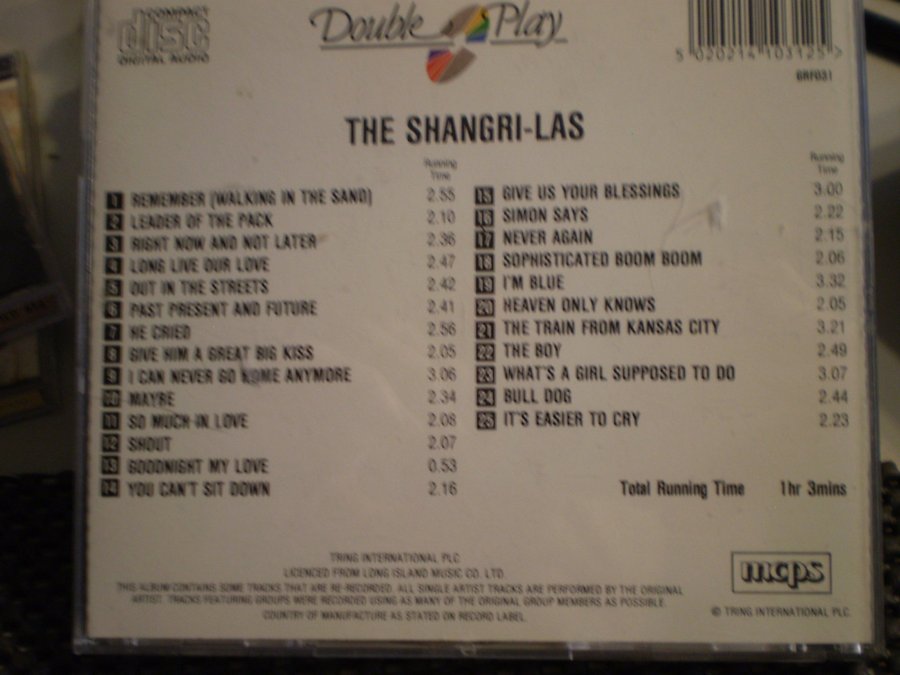 COMPACT
disc
DIGITAL AUDIO
Double Play
5 020214 103125 >
GRF031
THE SHANGRI-LAS
Running
Time
1 REMEMBER (WALKING IN THE SAND) 2.55
2 LEADER OF THE PACK 2.10
3 RIGHT NOW AND NOT LATER 2.36
4 LONG LIVE OUR LOVE 2.47
5 OUT IN THE STREETS 2.42
6 PAST PRESENT AND FUTURE 2.41
7 HE CRIED 2.56
8 GIVE HIM A GREAT BIG KISS 2.05
9 I CAN NEVER GO HOME ANYMORE 3.06
10 MAYBE 2.34
11 SO MUCH IN LOVE 2.08
12 SHOUT 2.07
13 GOODNIGHT MY LOVE 0.53
14 YOU CAN'T SIT DOWN 2.16
Running
Time
15 GIVE US YOUR BLESSINGS 3.00
16 SIMON SAYS 2.22
17 NEVER AGAIN 2.15
18 SOPHISTICATED BOOM BOOM 2.06
19 I'M BLUE 3.32
20 HEAVEN ONLY KNOWS 2.05
21 THE TRAIN FROM KANSAS CITY 3.21
22 THE BOY 2.49
23 WHAT'S A GIRL SUPPOSED TO DO 3.07
24 BULL DOG 2.44
25 IT'S EASIER TO CRY 2.23
Total Running Time 1hr 3mins
TRING INTERNATIONAL PLC
LICENCED FROM LONG ISLAND MUSIC CO. LTD.
THIS ALBUM CONTAINS SOME TRACKS THAT ARE RE-RECORDED. ALL SINGLE ARTIST TRACKS ARE PERFORMED BY THE ORIGINAL
ARTIST. TRACKS FEATURING GROUPS WERE RECORDED USING AS MANY OF THE ORIGINAL GROUP MEMBERS AS POSSIBLE.
COUNTRY OF MANUFACTURE AS STATED ON RECORD LABEL.
mcps
© TRING INTERNATIONAL PLC.